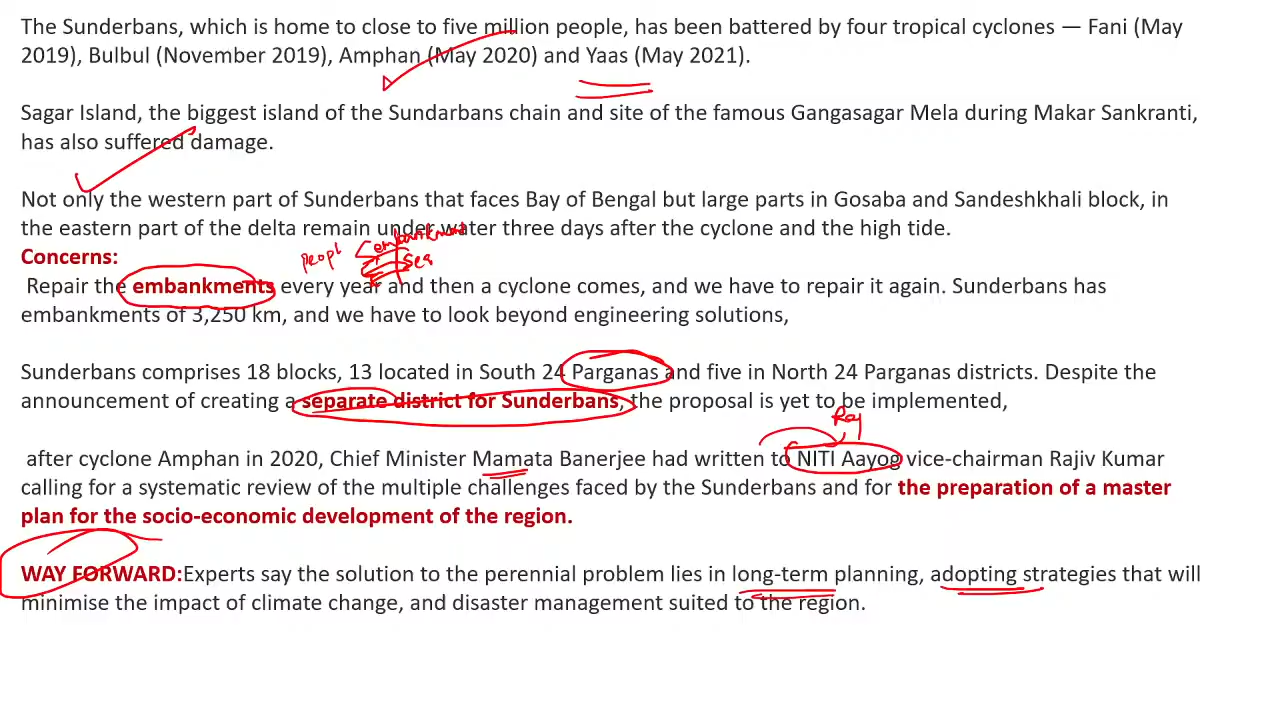 The Sunderbans, which is home to close to five million people, has been battered by four tropical cyclones — Fani (May
2019), Bulbul (November 2019), Amphan (May 2020) and Yaas (May 2021).
Sagar Island, the biggest island of the Sundarbans chain and site of the famous Gangasagar Mela during Makar Sankranti,
has also suffered damage.
Not only the western part of Sunderbans that faces Bay of Bengal but large parts in Gosaba and Sandeshkhali block, in
the eastern part of the delta remain under water three days after the cyclone and the high tide.
embankment
Concerns:
peopl
sea
Repair the embankments every year and then a cyclone comes, and we have to repair it again. Sunderbans has
embankments of 3,250 km, and we have to look beyond engineering solutions,
Sunderbans comprises 18 blocks, 13 located in South 24 Parganas and five in North 24 Parganas districts. Despite the
announcement of creating a separate district for Sunderbans, the proposal is yet to be implemented,
after cyclone Amphan in 2020, Chief Minister Mamata Banerjee had written to NITI Aayog vice-chairman Rajiv Kumar
calling for a systematic review of the multiple challenges faced by the Sunderbans and for the preparation of a master
plan for the socio-economic development of the region.
WAY FORWARD:Experts say the solution to the perennial problem lies in long-term planning, adopting strategies that will
minimise the impact of climate change, and disaster management suited to the region.